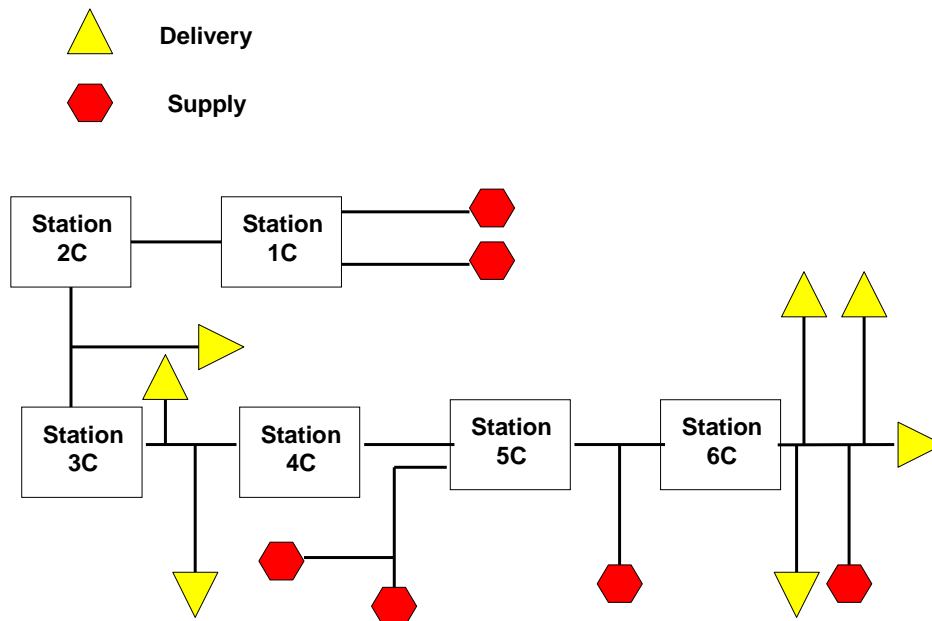 Delivery
Supply
Station
2C
Station
1C
Station
3C
Station
4C
Station
5C
Station
6C